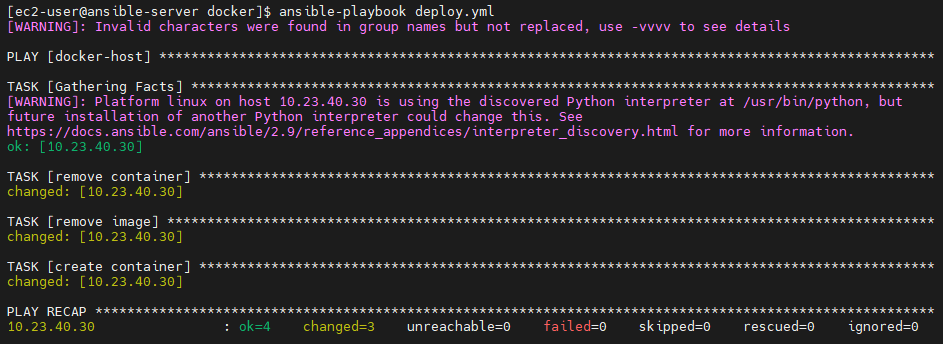 [ec2-user@ansible-server docker]$ ansible-playbook deploy.yml
[WARNING]: Invalid characters were found in group names but not replaced, use -vvvv to see details
PLAY [docker-host] *************************************************************************************************
TASK [Gathering Facts] *********************************************************************************************
[WARNING]: Platform linux on host 10.23.40.30 is using the discovered Python interpreter at /usr/bin/python, but
future installation of another Python interpreter could change this. See
https://docs.ansible.com/ansible/2.9/reference_appendices/interpreter_discovery.html for more information.
ok: [10.23.40.30]
TASK [remove container] ********************************************************************************************
changed: [10.23.40.30]
TASK [remove image] ************************************************************************************************
changed: [10.23.40.30]
TASK [create container] ********************************************************************************************
changed: [10.23.40.30]
PLAY RECAP *********************************************************************************************************
10.23.40.30                : ok=4    changed=3    unreachable=0    failed=0    skipped=0    rescued=0    ignored=0